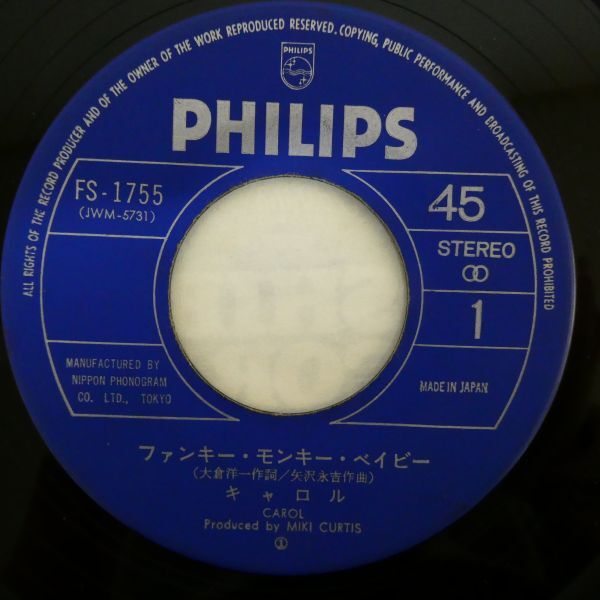 ALL RIGHTS OF THE RECORD PRODUCER AND OF THE OWNER OF THE WORK REPRODUCED RESERVED. COPYING, PUBLIC PERFORMANCE AND BROADCASTING OF THIS RECORD PROHIBITED
PHILIPS
PHILIPS
FS-1755
(JWM-5731)
45
STEREO
1
MANUFACTURED BY
NIPPON PHONOGRAM
CO. LTD., TOKYO
MADE IN JAPAN
ファンキー・モンキー・ベイビー
(大倉洋一作詞/矢沢永吉作曲)
キャロル
CAROL
Produced by MIKI CURTIS
①